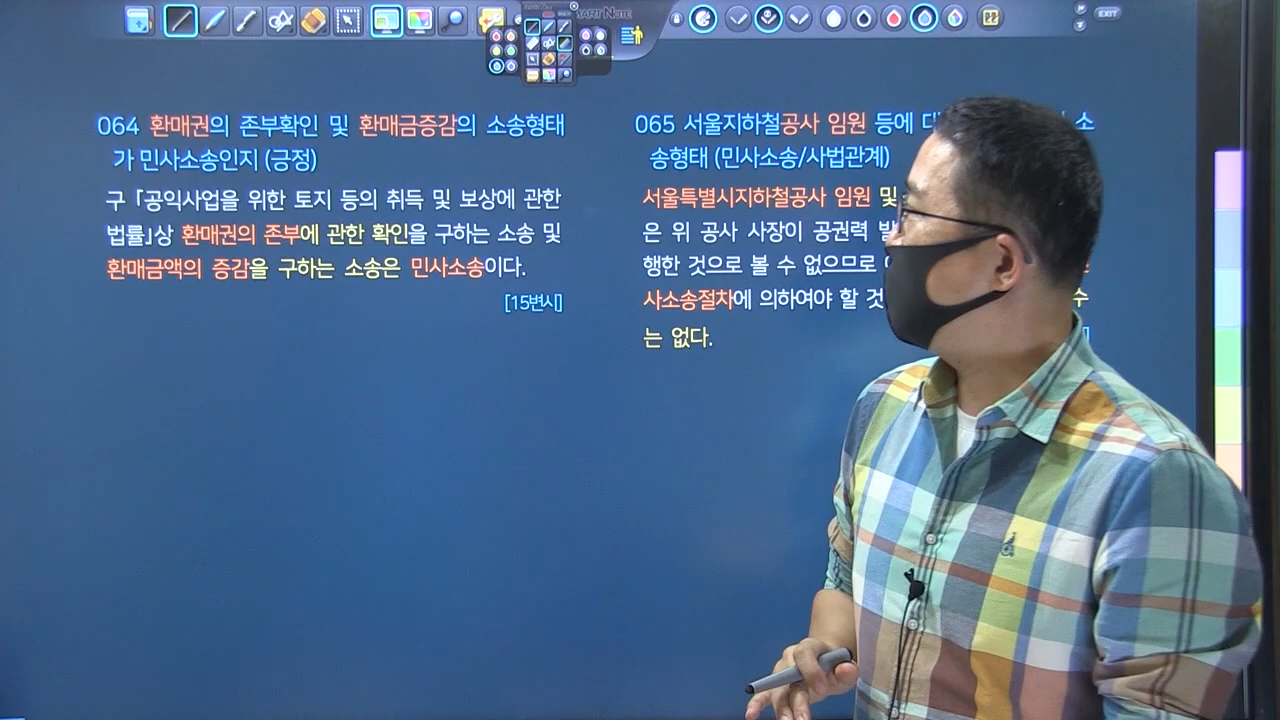 SMART NOTE
EXIT
064 환매권의 존부확인 및 환매금증감의 소송형태
가 민사소송인지 (긍정)
구 「공익사업을 위한 토지 등의 취득 및 보상에 관한
법률」상 환매권의 존부에 관한 확인을 구하는 소송 및
환매금액의 증감을 구하는 소송은 민사소송이다.
[15변시]
065 서울지하철공사 임원 등에 소
송형태 (민사소송/사법관계)
서울특별시지하철공사 임원 및
은 위 공사 사장이 공권력
행한 것으로 볼 수 없으므로
사소송절차에 의하여야 할 수
는 없다.
]